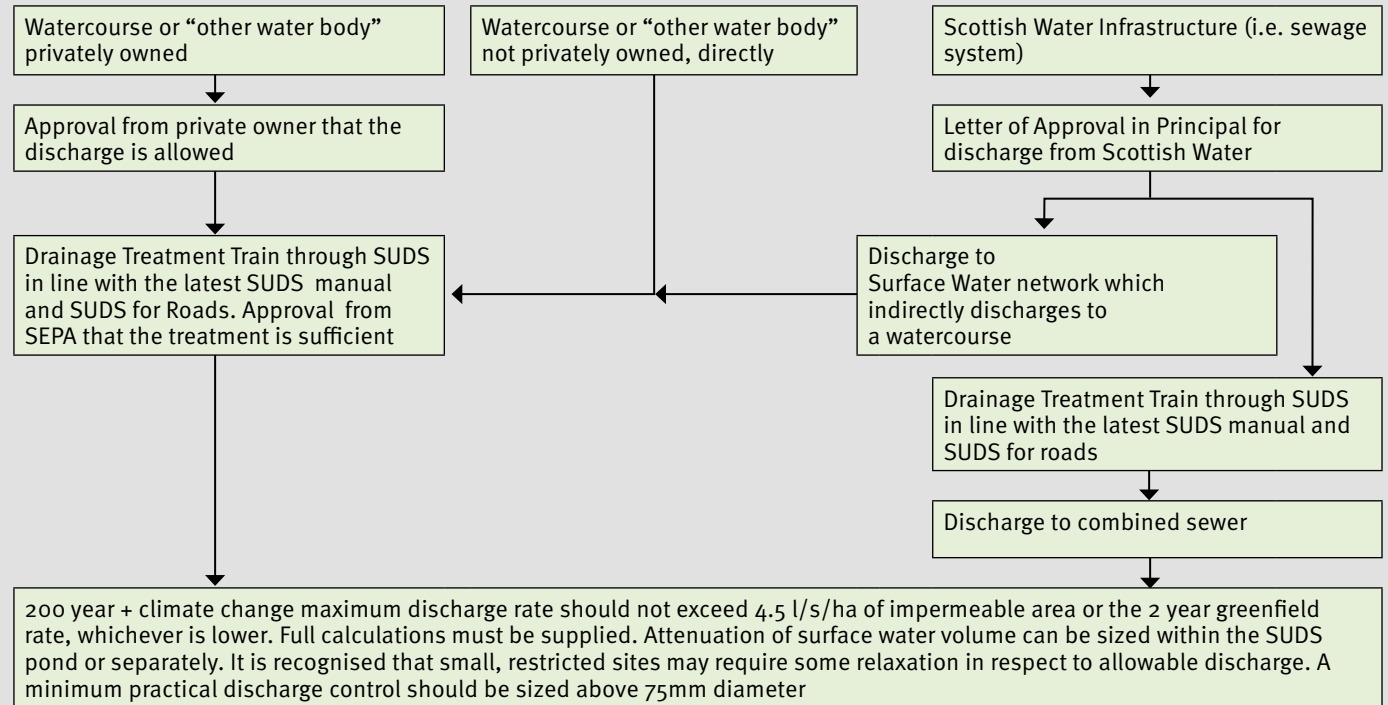 Watercourse or “other water body”
privately owned
Watercourse or “other water body”
not privately owned, directly
Scottish Water Infrastructure (i.e. sewage
system)
Approval from private owner that the
discharge is allowed
Letter of Approval in Principal for
discharge from Scottish Water
Drainage Treatment Train through SUDS
in line with the latest SUDS manual
and SUDS for Roads. Approval from
SEPA that the treatment is sufficient
Discharge to
Surface Water network which
indirectly discharges to
a watercourse
Drainage Treatment Train through SUDS
in line with the latest SUDS manual and
SUDS for roads
Discharge to combined sewer
200 year + climate change maximum discharge rate should not exceed 4.5 l/s/ha of impermeable area or the 2 year greenfield
rate, whichever is lower. Full calculations must be supplied. Attenuation of surface water volume can be sized within the SUDS
pond or separately. It is recognised that small, restricted sites may require some relaxation in respect to allowable discharge. A
minimum practical discharge control should be sized above 75mm diameter